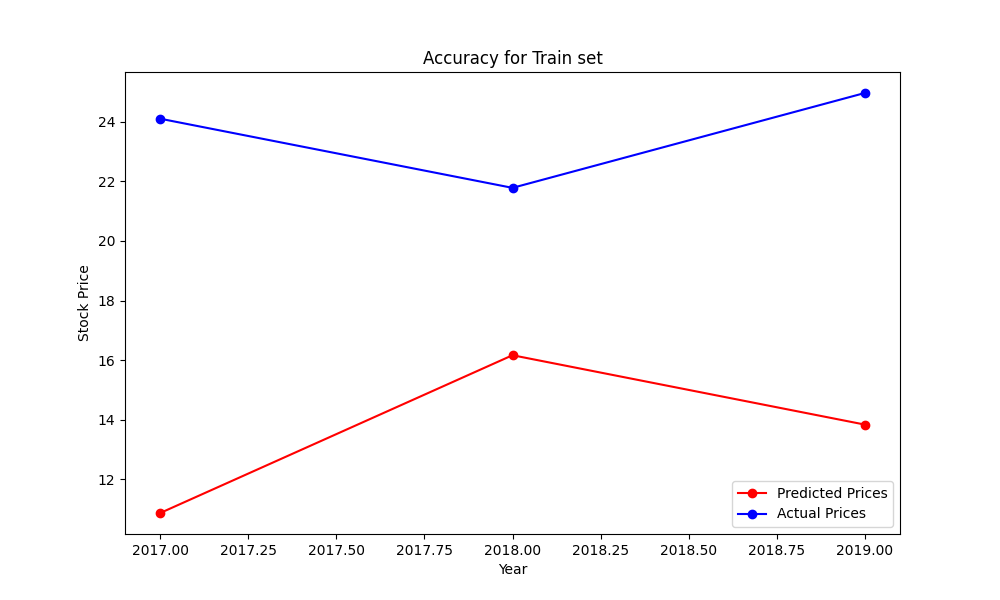 Accuracy for Train set
24
22
20
18
16
14
12
Stock Price
Predicted Prices
Actual Prices
2017.00 2017.25 2017.50 2017.75 2018.00 2018.25 2018.50 2018.75 2019.00
Year